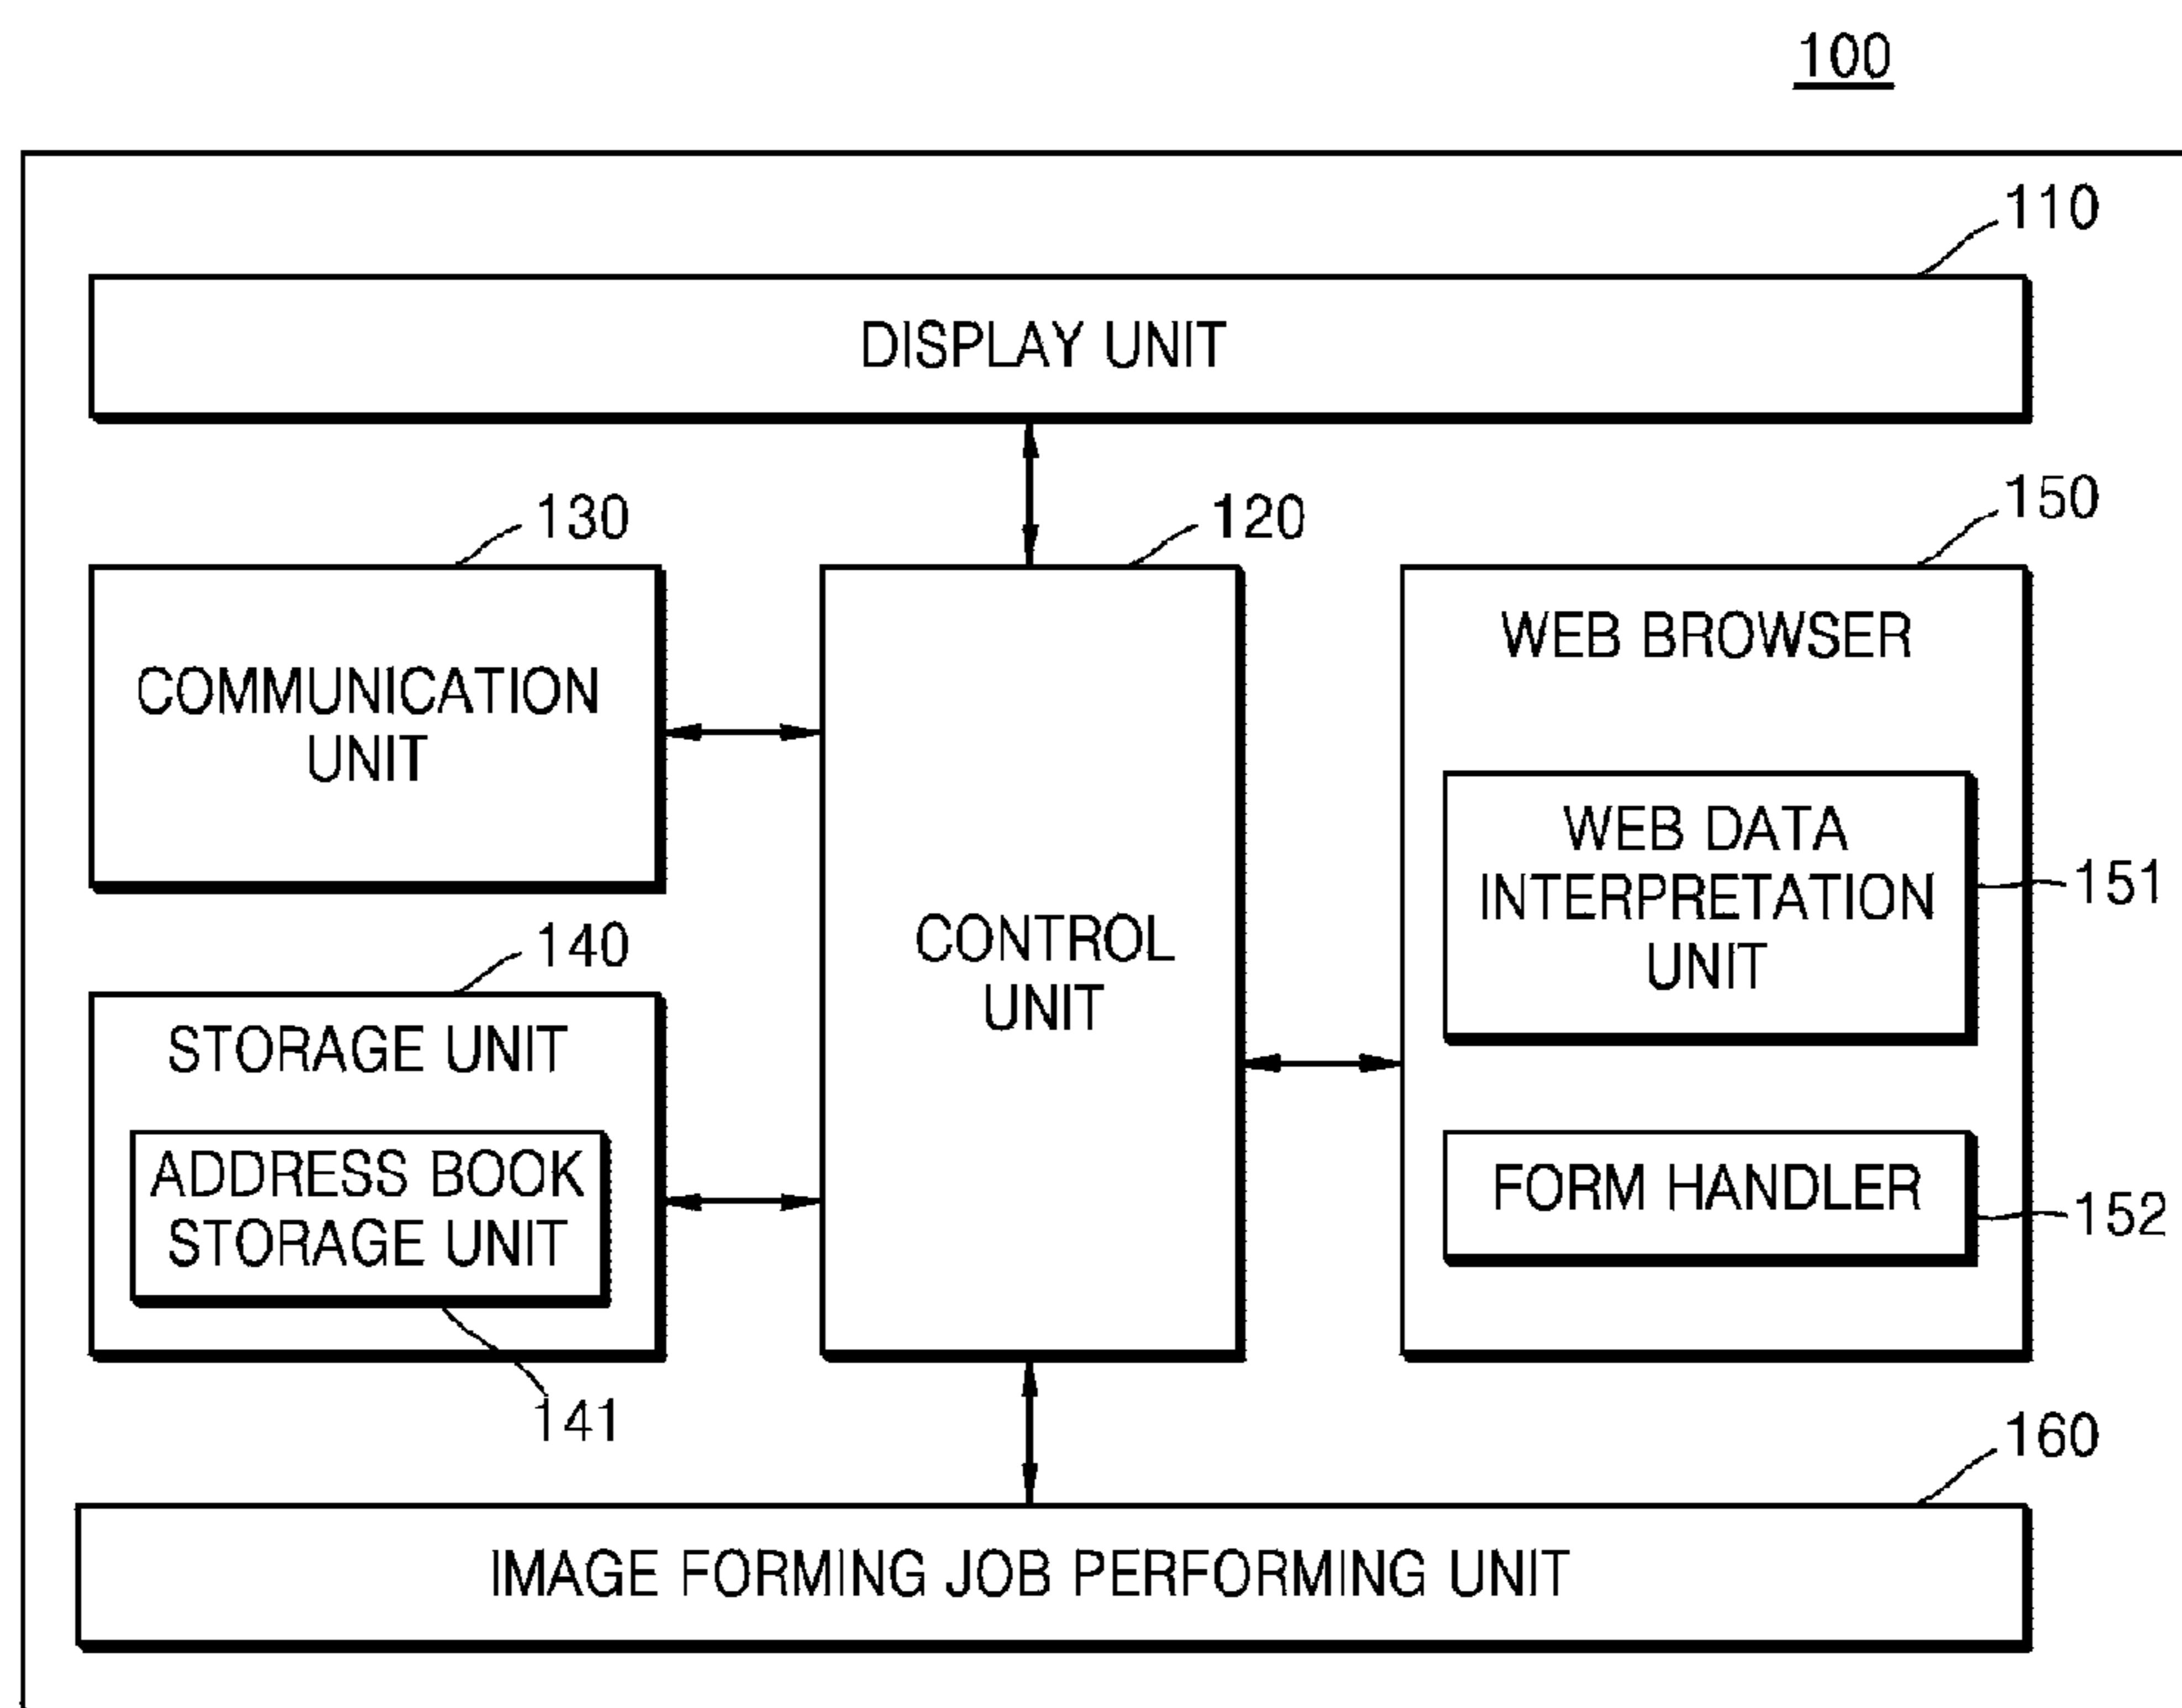 100
110
DISPLAY UNIT
130
120
150
COMMUNICATION
UNIT
CONTROL
UNIT
WEB BROWSER
WEB DATA
INTERPRETATION
UNIT
151
140
STORAGE UNIT
ADDRESS BOOK
STORAGE UNIT
141
FORM HANDLER
152
160
IMAGE FORMING JOB PERFORMING UNIT